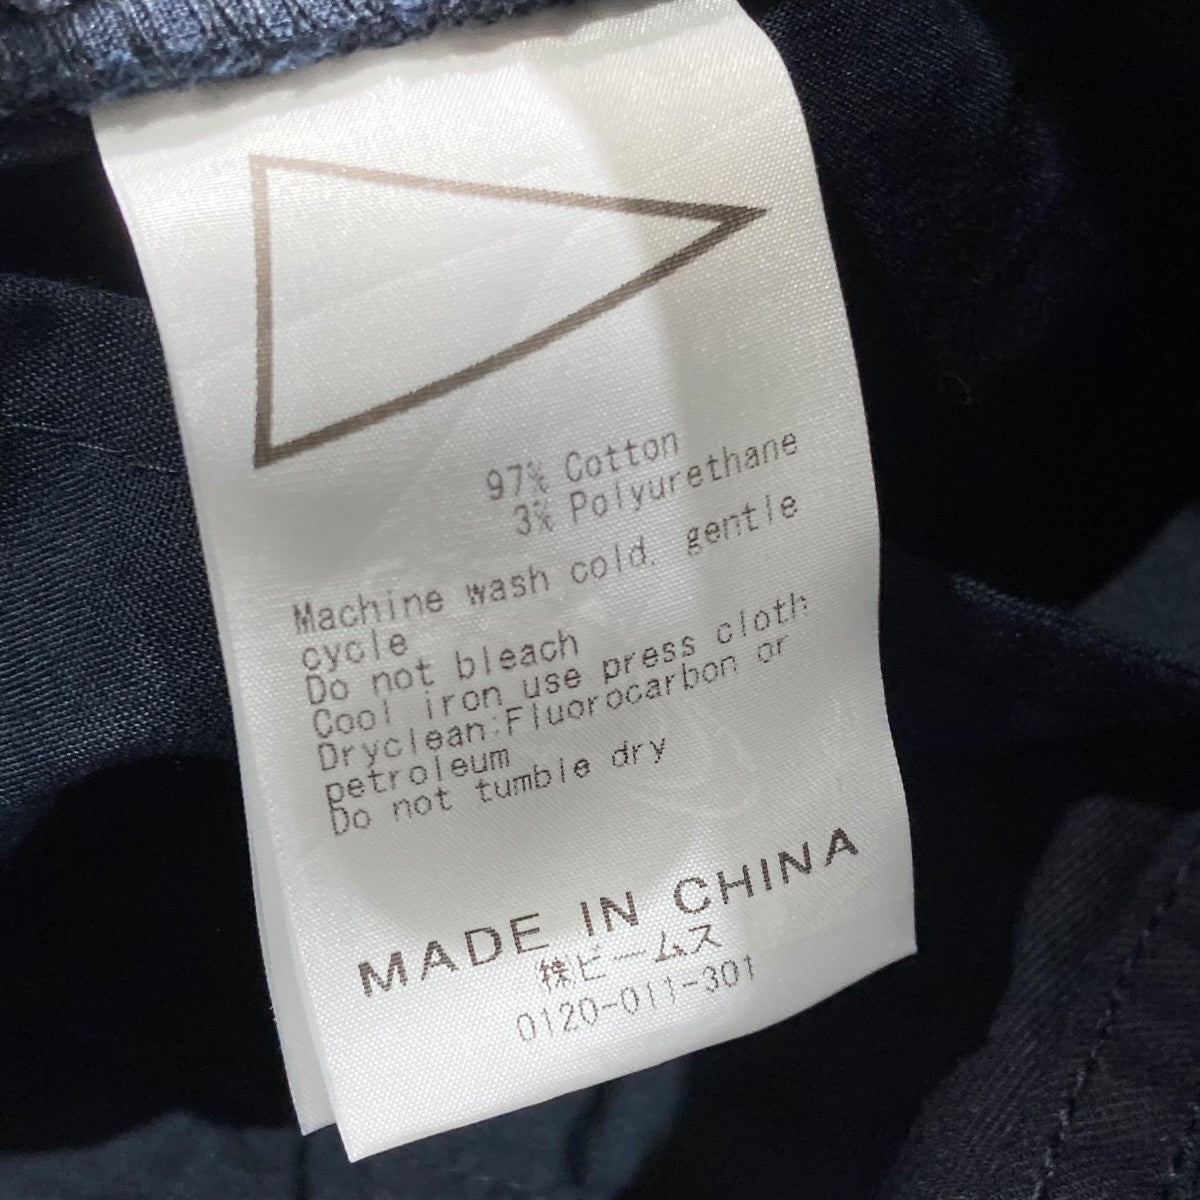 97% Cotton
3% Polyurethane
Machine wash cold, gentle
cycle
Do not bleach
Cool iron use press cloth
Dryclean:Fluorocarbon or
petroleum
Do not tumble dry
MADE IN CHINA
㈱ビームス
0120-011-301